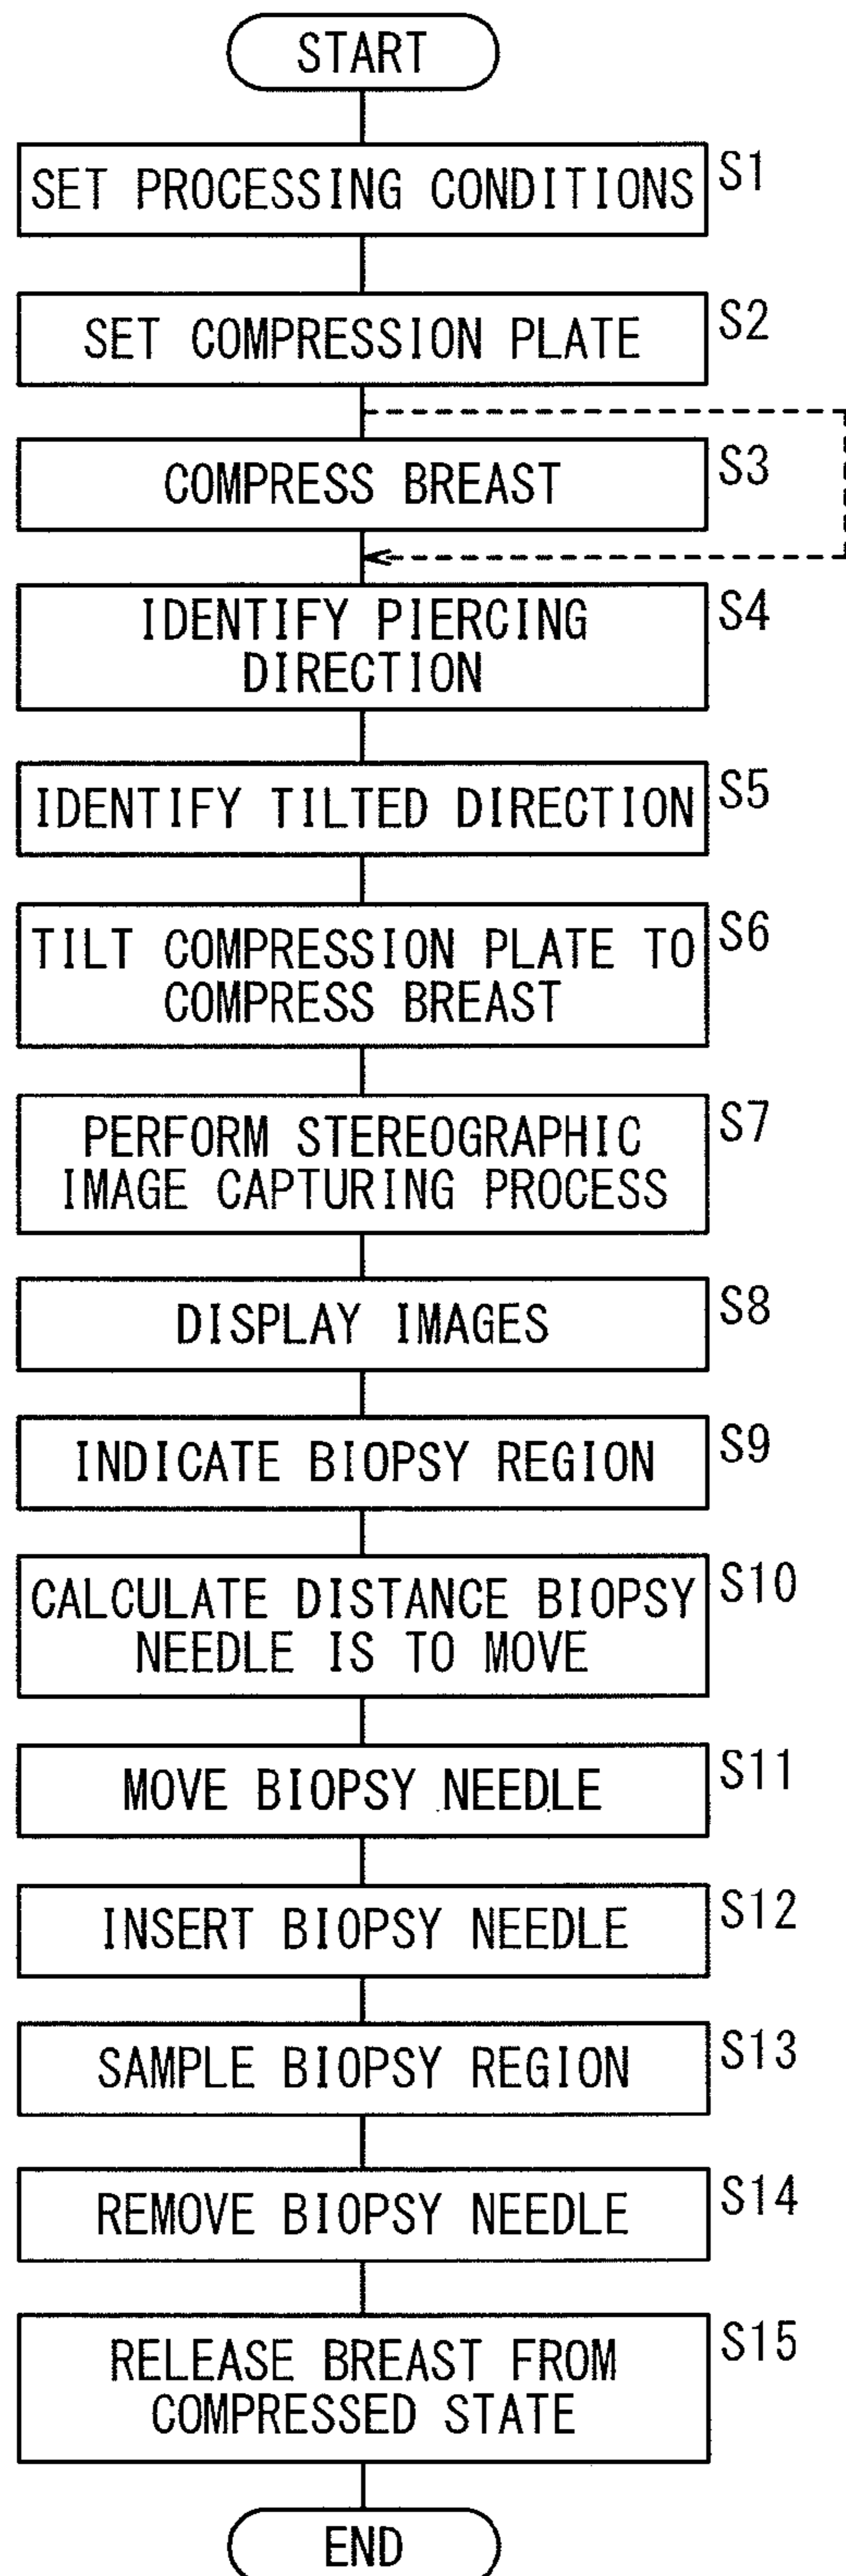 START
SET PROCESSING CONDITIONS S1
SET COMPRESSION PLATE S2
COMPRESS BREAST S3
IDENTIFY PIERCING S4
DIRECTION
IDENTIFY TILTED DIRECTION S5
TILT COMPRESSION PLATE TO S6
COMPRESS BREAST
PERFORM STEREOGRAPHIC S7
IMAGE CAPTURING PROCESS
DISPLAY IMAGES S8
INDICATE BIOPSY REGION S9
CALCULATE DISTANCE BIOPSY S10
NEEDLE IS TO MOVE
MOVE BIOPSY NEEDLE S11
INSERT BIOPSY NEEDLE S12
SAMPLE BIOPSY REGION S13
REMOVE BIOPSY NEEDLE S14
RELEASE BREAST FROM S15
COMPRESSED STATE
END